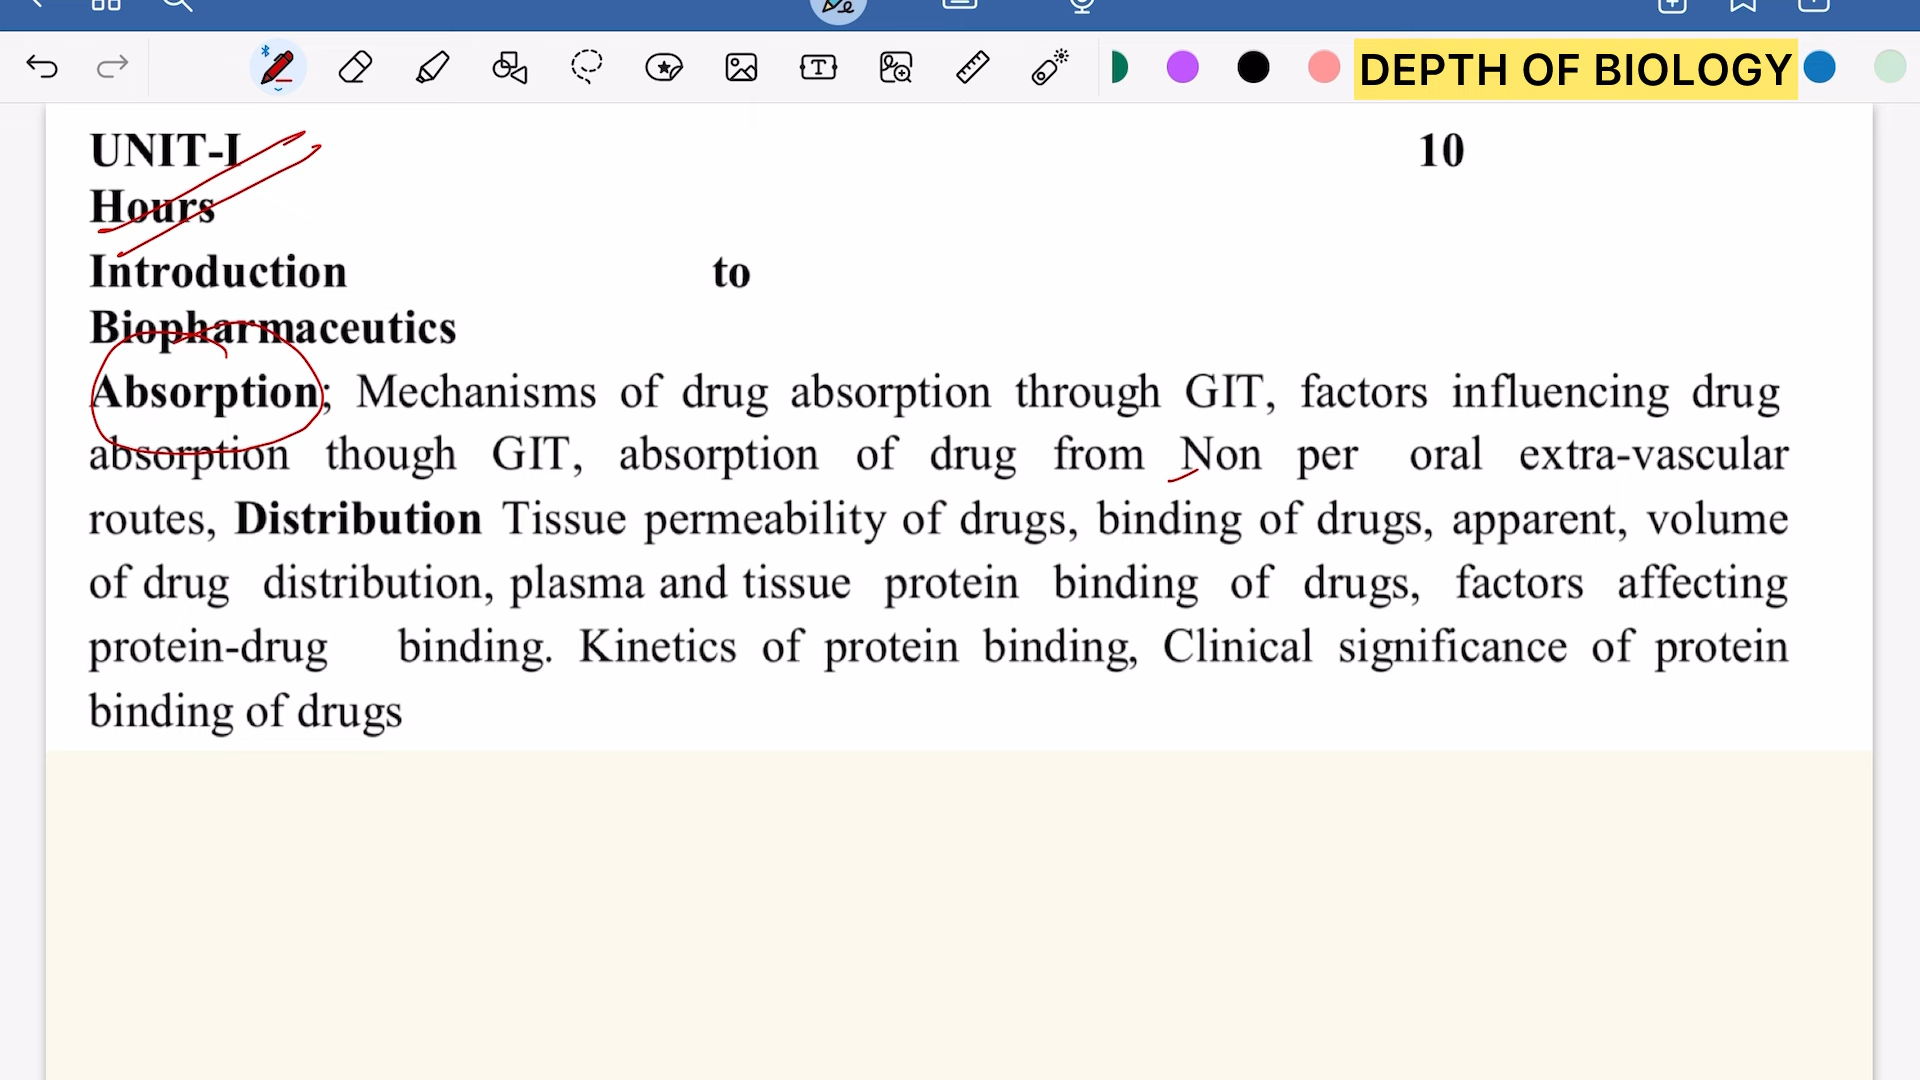 DEPTH OF BIOLOGY
UNIT-I 10
Hours
Introduction to
Biopharmaceutics
Absorption; Mechanisms of drug absorption through GIT, factors influencing drug
absorption though GIT, absorption of drug from Non per oral extra-vascular
routes, Distribution Tissue permeability of drugs, binding of drugs, apparent, volume
of drug distribution, plasma and tissue protein binding of drugs, factors affecting
protein-drug binding. Kinetics of protein binding, Clinical significance of protein
binding of drugs